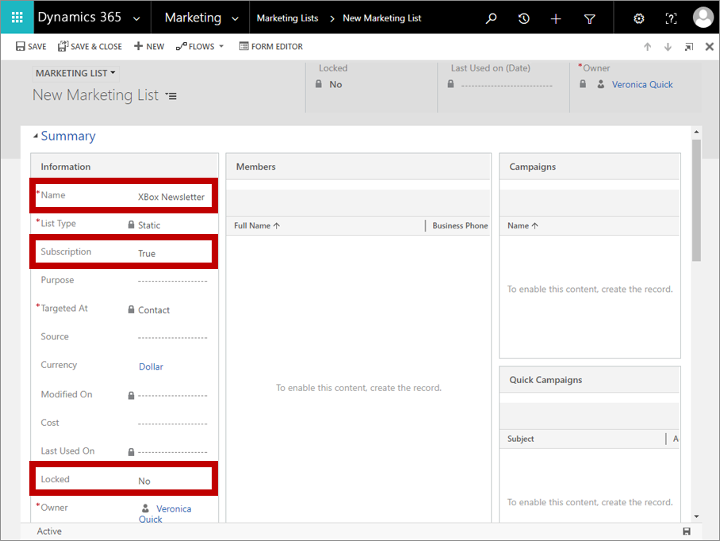 Dynamics 365 Marketing Marketing Lists New Marketing List
SAVE SAVE & CLOSE NEW FLOWS FORM EDITOR
MARKETING LIST
New Marketing List
Locked
No
Last Used on (Date)
*Owner
Veronica Quick
Summary
Information
*Name XBox Newsletter
*List Type Static
Subscription True
Purpose
*Targeted At Contact
Source
Currency Dollar
Modified On
Cost
Last Used On
Locked No
*Owner Veronica
Quick
Members
Full Name Business Phone
To enable this content, create the record.
Campaigns
Name
To enable this content, create the record.
Quick Campaigns
Subject A
To enable this content, create the record.
Active